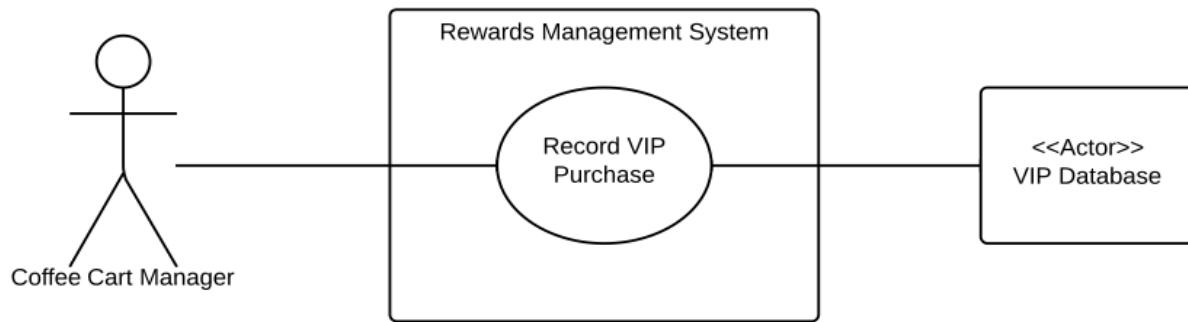 Rewards Management System
Record VIP
Purchase
<<Actor>>
VIP Database
Coffee Cart Manager